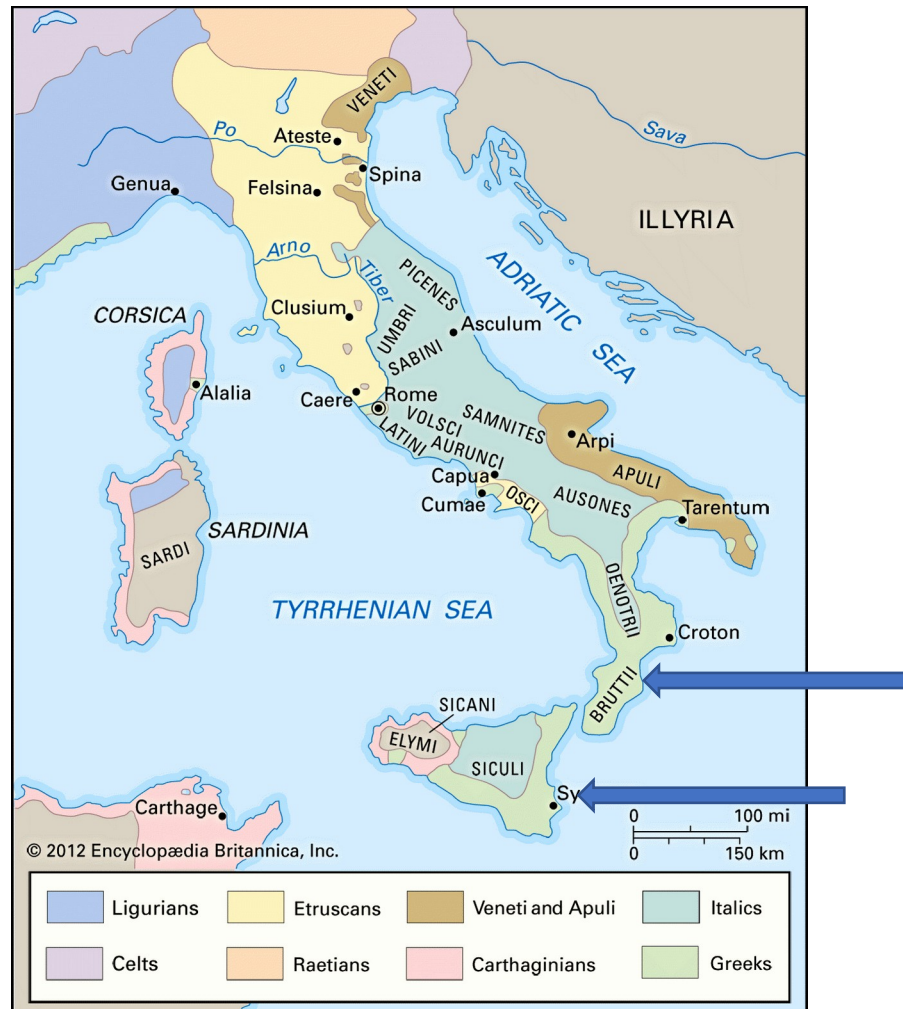 VENETI
Po
Ateste
Sava
Spina
Genua
Felsina
ILLYRIA
Arno
Tiber
PICENES
ADRIATIC
SEA
Clusium
CORSICA
UMBRI
Asculum
SABINI
Alalia
Caere
Rome
VOLSCI
SAMNITES
LATINI
AURUNCI
Arpi
Capua
APULI
Cumae
OSCI
AUSONES
Tarentum
SARDINIA
SARDI
OENOTRII
TYRRHENIAN SEA
Croton
BRUTTII
SICANI
ELYMI
SICULI
Sy
Carthage
0 100 mi
0 150 km
© 2012 Encyclopædia Britannica, Inc.
Ligurians Etruscans Veneti and Apuli Italics
Celts Raetians Carthaginians Greeks